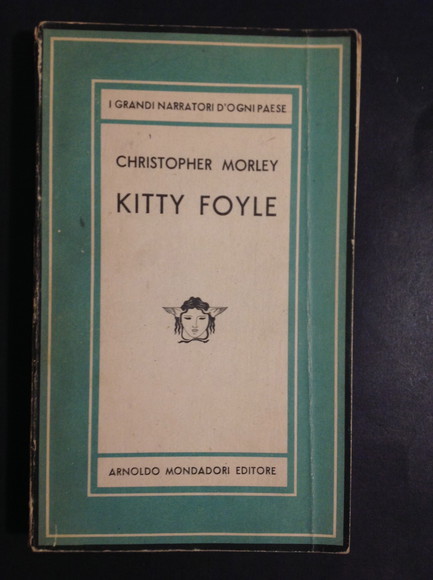 I GRANDI NARRATORI D'OGNI PAESE
CHRISTOPHER MORLEY
KITTY FOYLE
ARNOLDO MONDADORI EDITORE